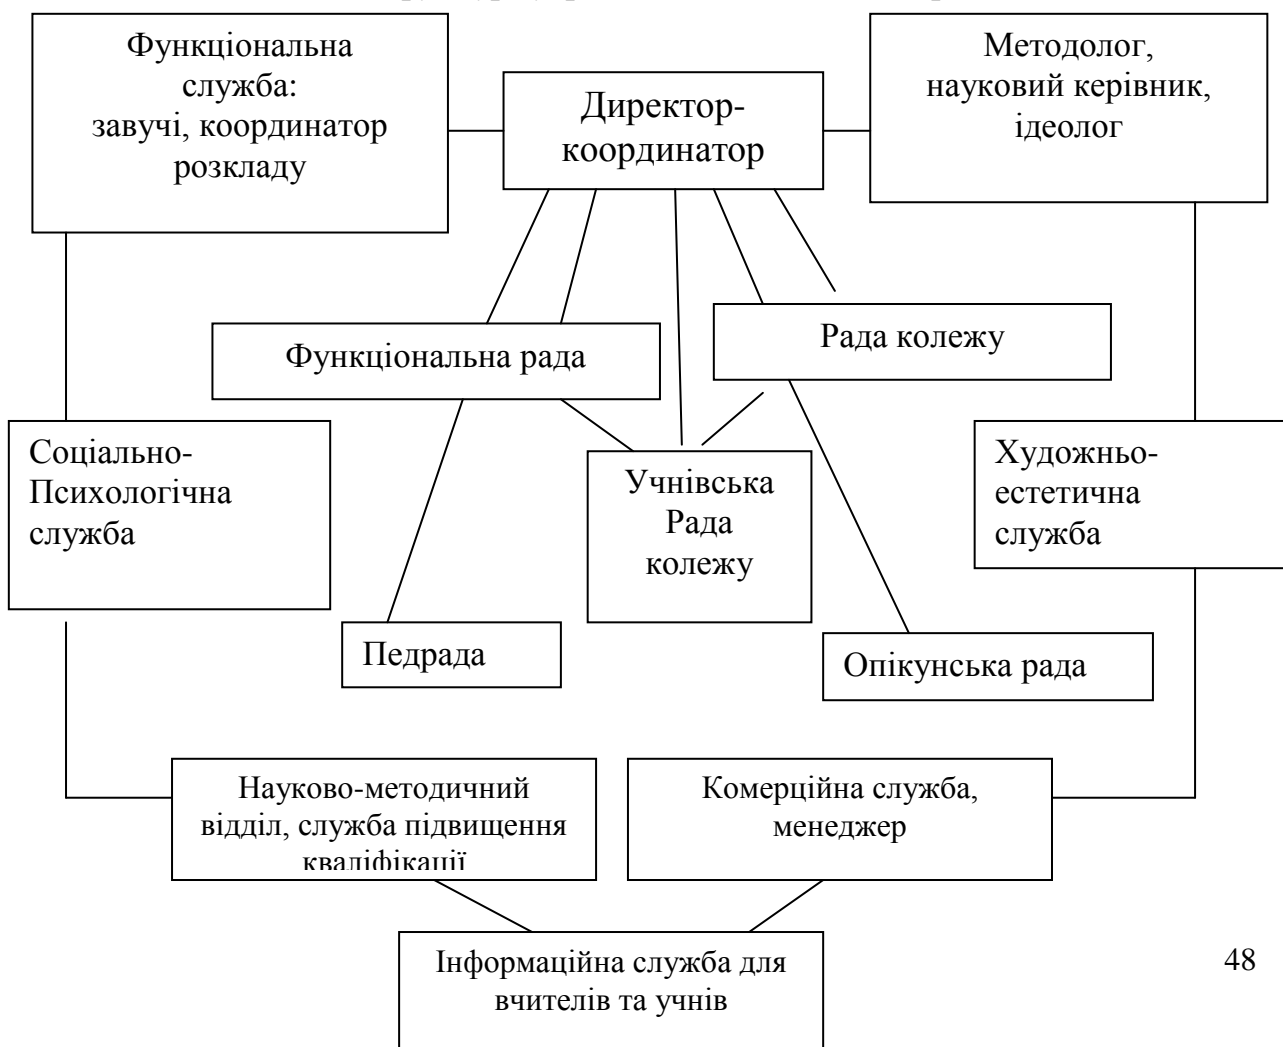 Функціональна
служба:
завучі, координатор
розкладу
Директор-
координатор
Методолог,
науковий керівник,
ідеолог
Функціональна рада
Рада колежу
Соціально-
Психологічна
служба
Учнівська
Рада
колежу
Художньо-
естетична
служба
Педрада
Опікунська рада
Науково-методичний
відділ, служба підвищення
кваліфікації
Комерційна служба,
менеджер
Інформаційна служба для
вчителів та учнів
48